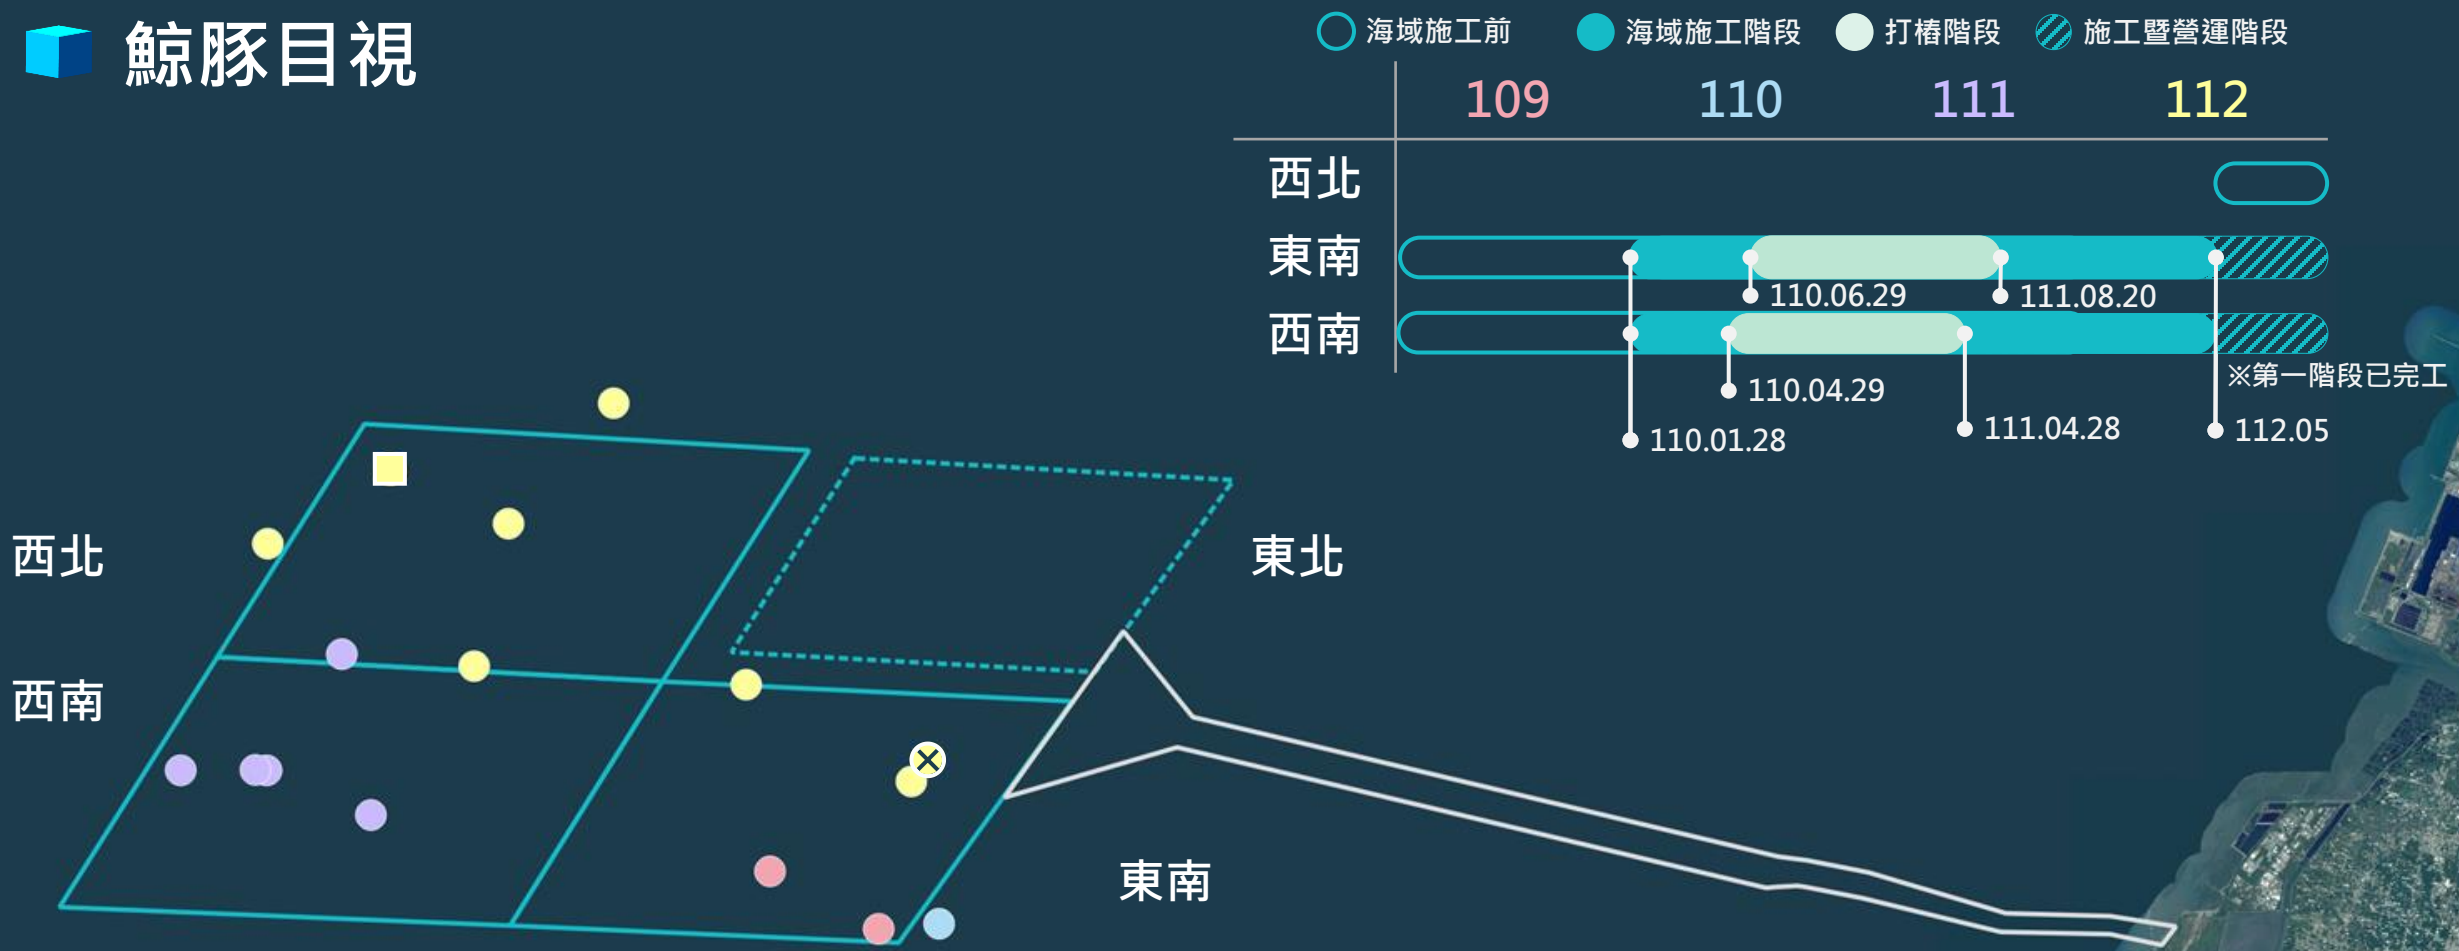 鯨豚目視
海域施工前 海域施工階段 打樁階段 施工暨營運階段
109 110 111 112
西北
東南
110.06.29 111.08.20
西南
※第一階段已完工
110.04.29
111.04.28 112.05
110.01.28
西北
東北
西南
東南